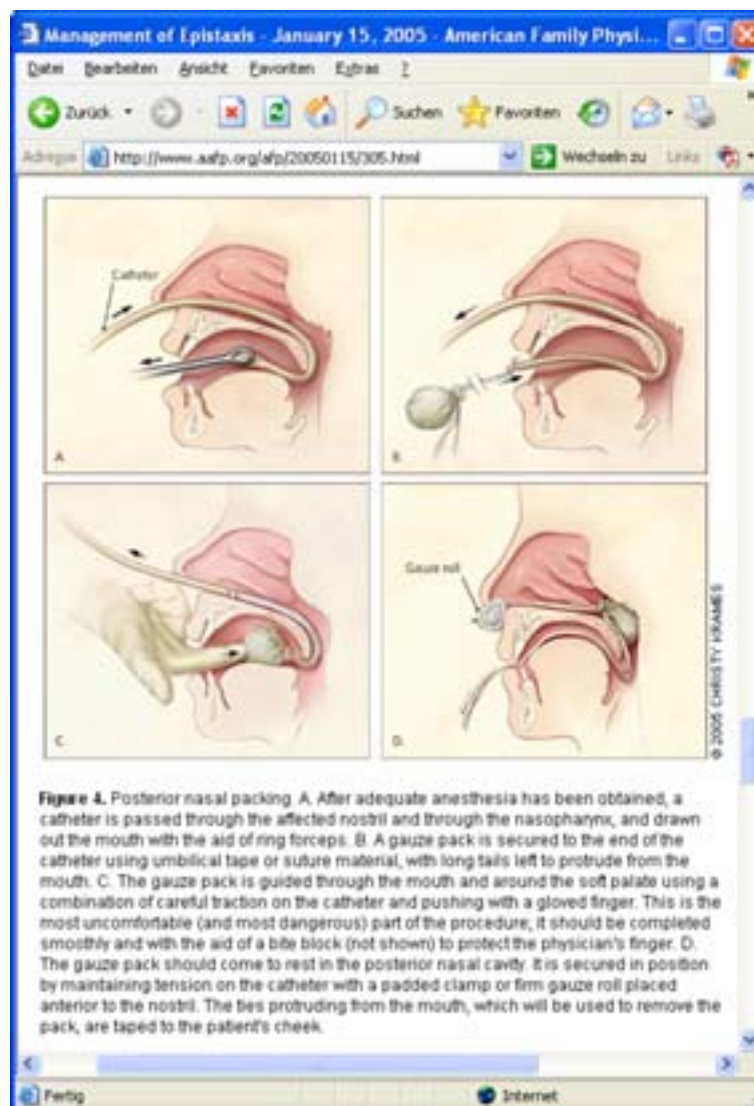 Management of Epistaxis - January 15, 2005 - American Family Physi...
Datei Bearbeiten Ansicht Favoriten Extras ?
Zurück Suchen Favoriten
Adresse http://www.aafp.org/afp/20050115/305.html Wechseln zu Links
Catheter
A
B
Gauze roll
C
D
© 2005 CHRISTY KRAMES
Figure 4. Posterior nasal packing. A. After adequate anesthesia has been obtained, a
catheter is passed through the affected nostril and through the nasopharynx, and drawn
out the mouth with the aid of ring forceps. B. A gauze pack is secured to the end of the
catheter using umbilical tape or suture material, with long tails left to protrude from the
mouth. C. The gauze pack is guided through the mouth and around the soft palate using a
combination of careful traction on the catheter and pushing with a gloved finger. This is the
most uncomfortable (and most dangerous) part of the procedure; it should be completed
smoothly and with the aid of a bite block (not shown) to protect the physician's finger. D.
The gauze pack should come to rest in the posterior nasal cavity. It is secured in position
by maintaining tension on the catheter with a padded clamp or firm gauze roll placed
anterior to the nostril. The ties protruding from the mouth, which will be used to remove the
pack, are taped to the patient's cheek.
Fertig Internet